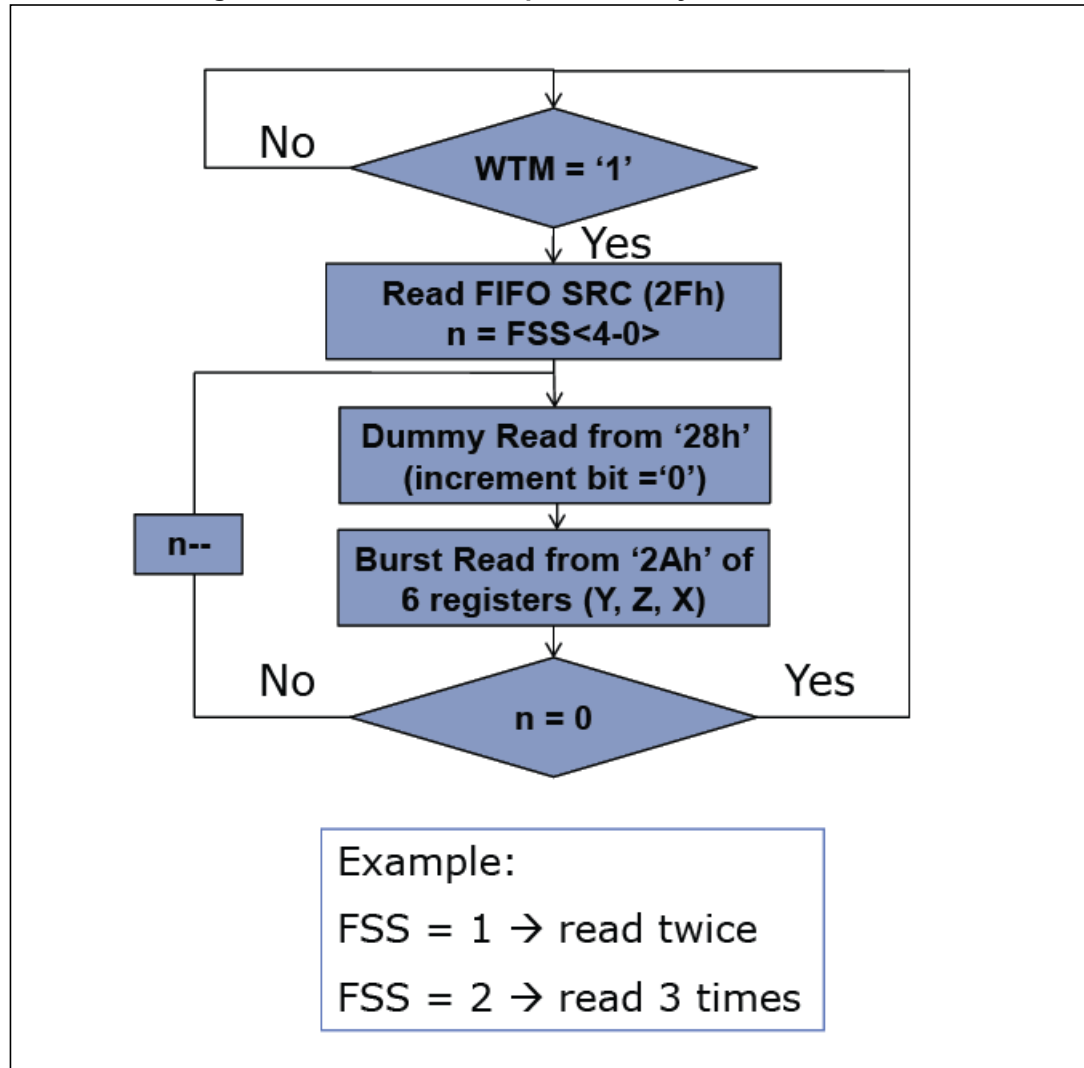 No
WTM = ‘1’
Yes
Read FIFO SRC (2Fh)
n = FSS<4-0>
Dummy Read from ‘28h’
(increment bit =‘0’)
n--
Burst Read from ‘2Ah’ of
6 registers (Y, Z, X)
No
Yes
n = 0
Example:
FSS = 1 → read twice
FSS = 2 → read 3 times